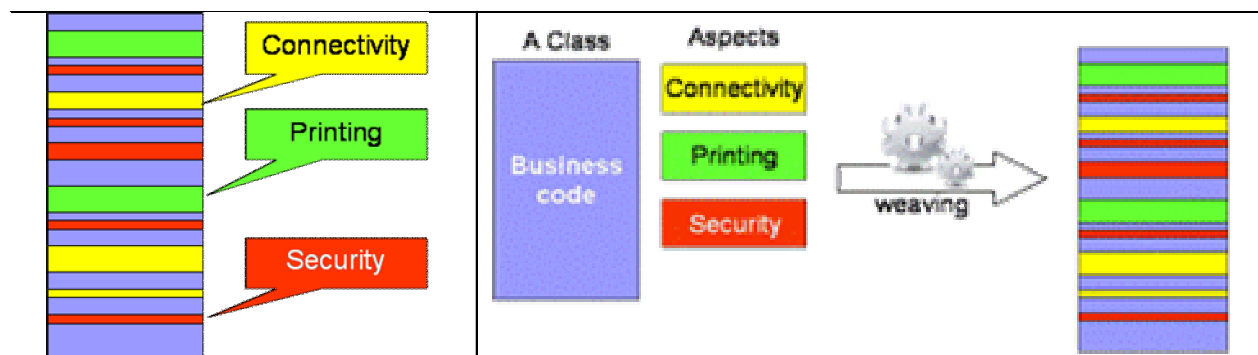 Connectivity
Printing
Security
A Class
Business
code
Aspects
Connectivity
Printing
Security
weaving